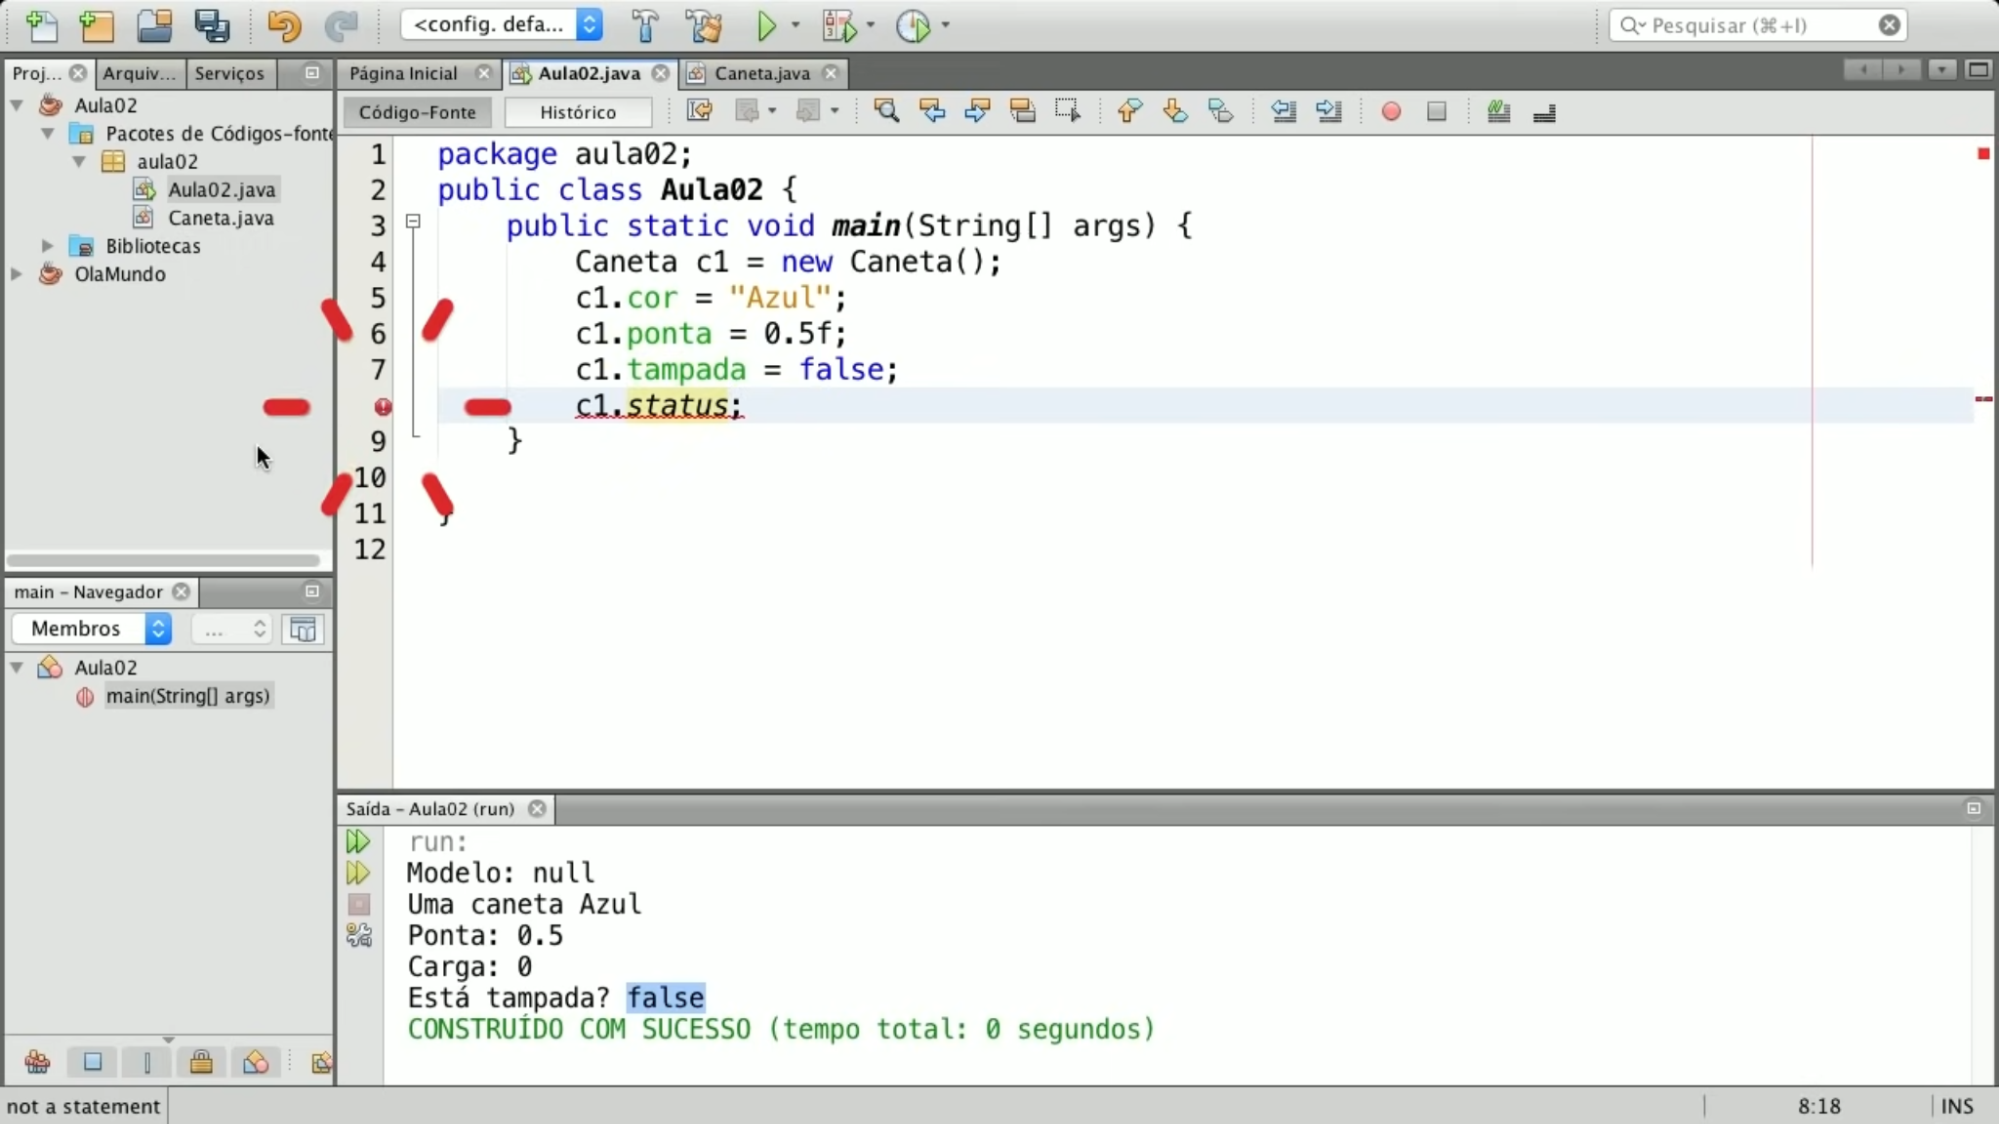 <config. defa...
Pesquisar (⌘+I)
Proj...
Arquiv...
Serviços
Página Inicial
Aula02.java
Caneta.java
Código-Fonte
Histórico
Aula02
Pacotes de Códigos-fonte
aula02
Aula02.java
Caneta.java
Bibliotecas
OlaMundo
1 package aula02;
2 public class Aula02 {
3 public static void main(String[] args) {
4 Caneta c1 = new Caneta();
5 c1.cor = "Azul";
6 c1.ponta = 0.5f;
7 c1.tampada = false;
c1.status;
9 }
10
11 }
12
main – Navegador
Membros
...
Aula02
main(String[] args)
Saída – Aula02 (run)
run:
Modelo: null
Uma caneta Azul
Ponta: 0.5
Carga: 0
Está tampada? false
CONSTRUÍDO COM SUCESSO (tempo total: 0 segundos)
not a statement
8:18
INS